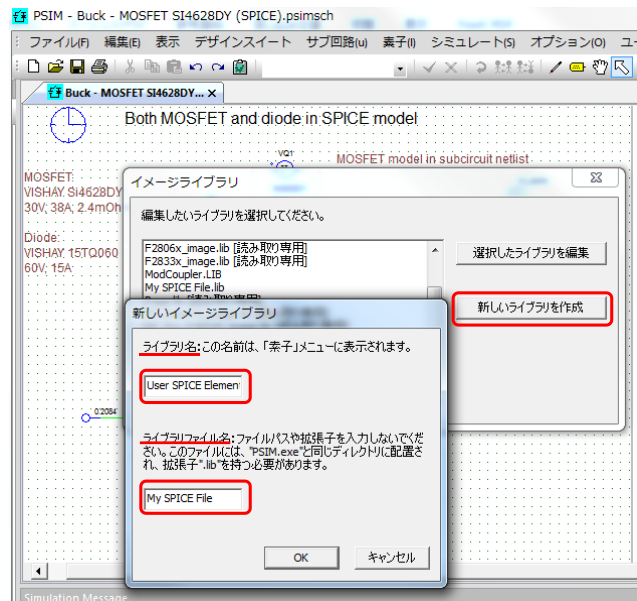 PSIM - Buck - MOSFET SI4628DY (SPICE).psimsch
ファイル(F) 編集(E) 表示 デザインスイート サブ回路(u) 素子(l) シミュレート(S) オプション(O) ユー
Buck - MOSFET SI4628DY... X
Both MOSFET and diode in SPICE model
VQ1
MOSFET model in subcircuit netlist
MOSFET:
VISHAY Si4628DY
30V; 38A; 2.4mOh
Diode:
VISHAY 15TQ060
60V; 15A
イメージライブラリ
編集したいライブラリを選択してください。
F2806x_image.lib [読み取り専用]
F2833x_image.lib [読み取り専用]
ModCoupler.LIB
My SPICE File.lib
選択したライブラリを編集
新しいライブラリを作成
新しいイメージライブラリ
ライブラリ名:この名前は、「素子」メニューに表示されます。
User SPICE Elemen
0.2084
ライブラリファイル名:ファイルパスや拡張子を入力しないでくだ
さい。このファイルには、"PSIM.exe"と同じディレクトリに配置さ
れ、拡張子".lib"を持つ必要があります。
My SPICE File
OK
キャンセル
Simulation Message